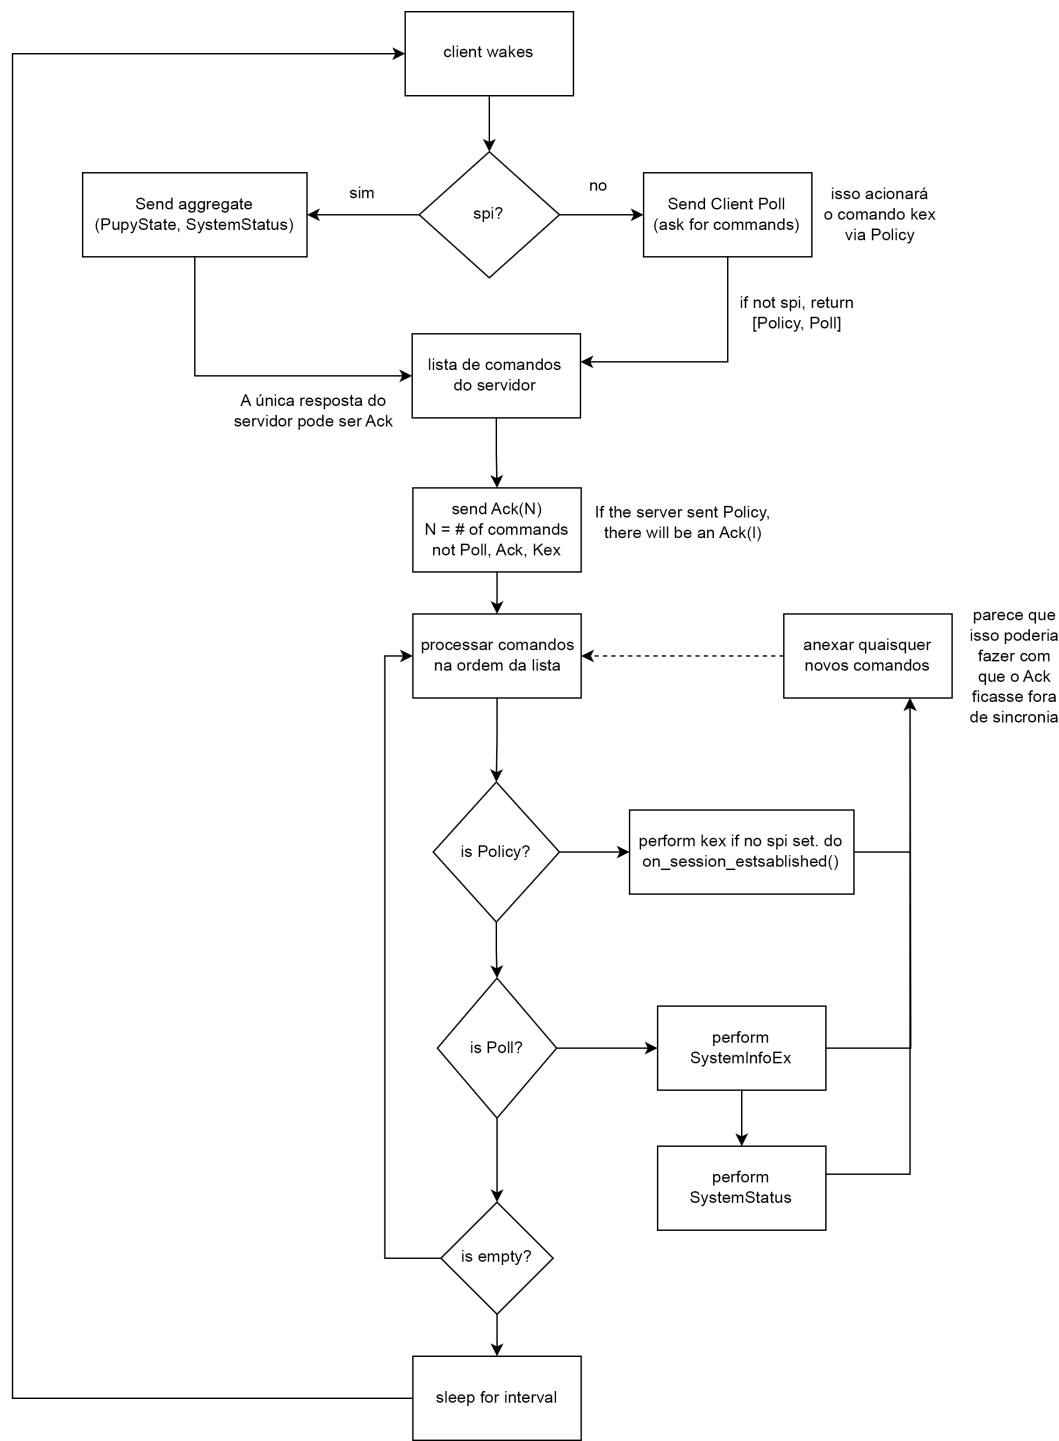 client wakes
sim
no
spi?
Send aggregate
(PupyState, SystemStatus)
Send Client Poll
(ask for commands)
isso acionará
o comando kex
via Policy
if not spi, return
[Policy, Poll]
lista de comandos
do servidor
A única resposta do
servidor pode ser Ack
send Ack(N)
N = # of commands
not Poll, Ack, Kex
If the server sent Policy,
there will be an Ack(I)
processar comandos
na ordem da lista
anexar quaisquer
novos comandos
parece que
isso poderia
fazer com
que o Ack
ficasse fora
de sincronia
is Policy?
perform kex if no spi set. do
on_session_estsablished()
is Poll?
perform
SystemInfoEx
perform
SystemStatus
is empty?
sleep for interval